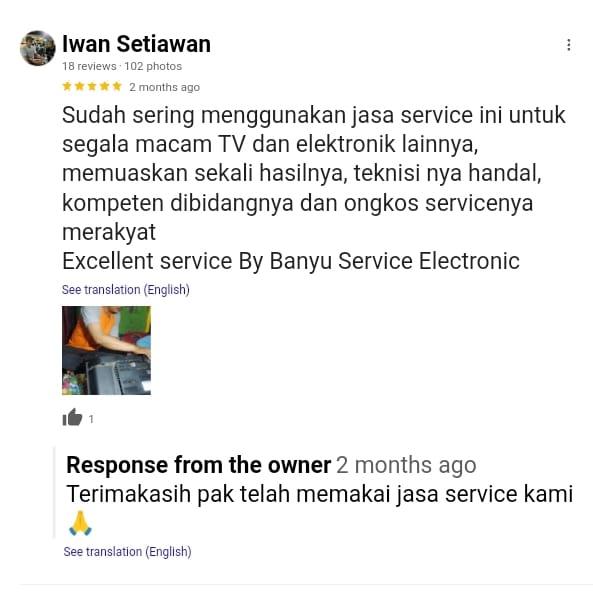 Iwan Setiawan
18 reviews · 102 photos
2 months ago
Sudah sering menggunakan jasa service ini untuk
segala macam TV dan elektronik lainnya,
memuaskan sekali hasilnya, teknisi nya handal,
kompeten dibidangnya dan ongkos servicenya
merakyat
Excellent service By Banyu Service Electronic
See translation (English)
1
Response from the owner 2 months ago
Terimakasih pak telah memakai jasa service kami
🙏
See translation (English)